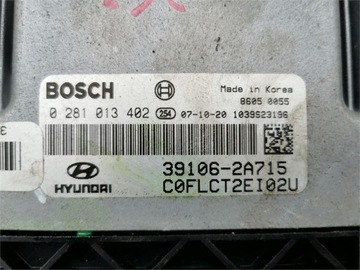 BOSCH
Made in Korea
8605 0055
0 281 013 402 254 07-10-20 1039S23196
HYUNDAI
39106-2A715
C0FLCT2EI02U